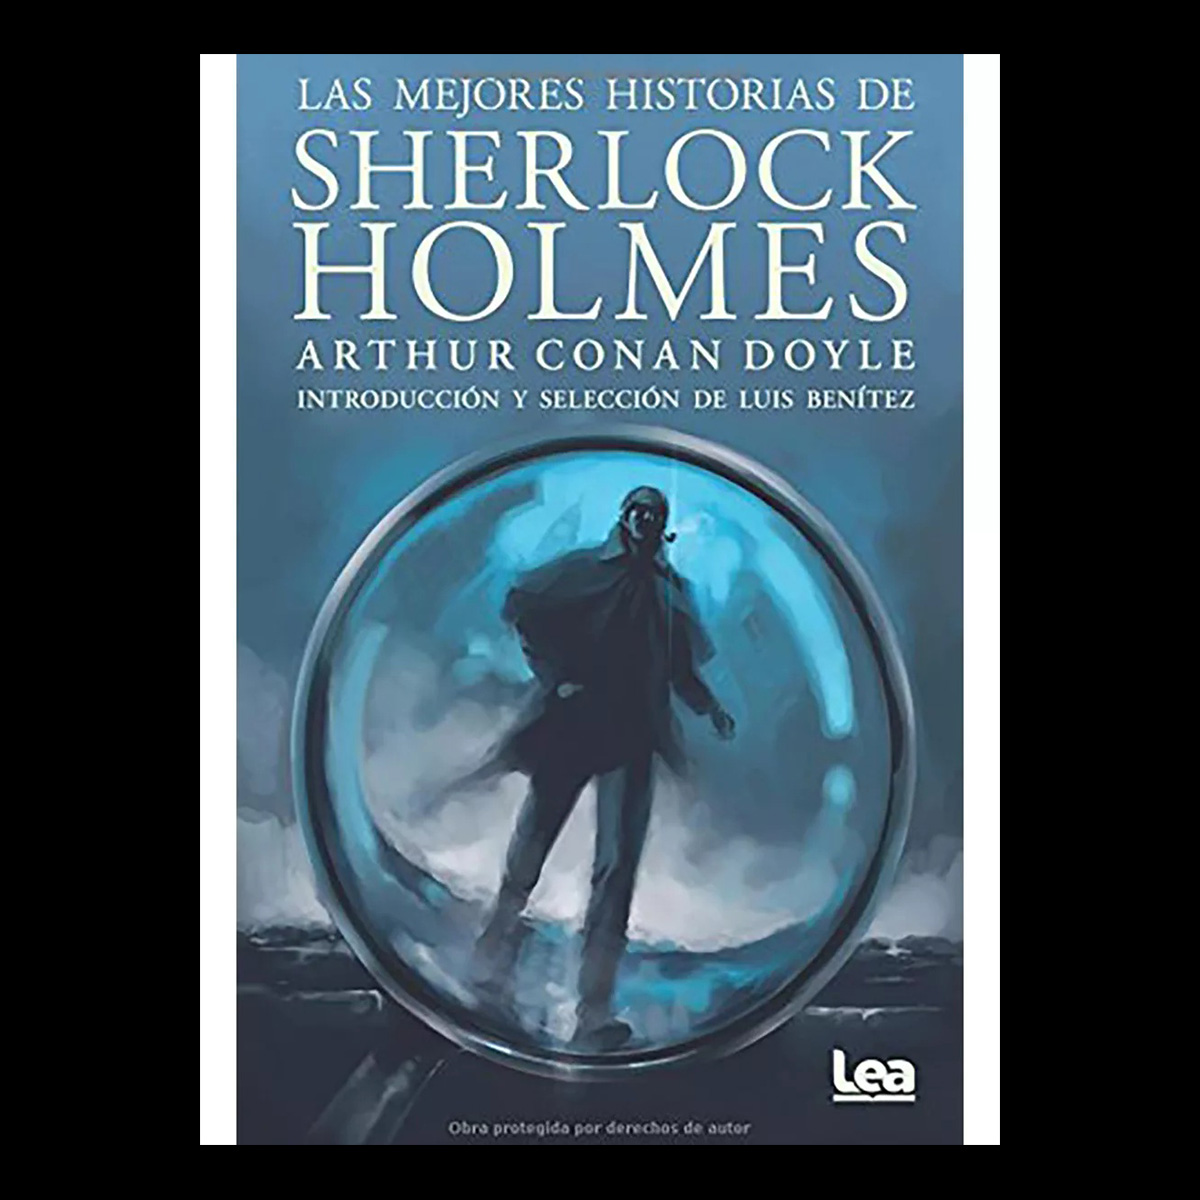 LAS MEJORES HISTORIAS DE
SHERLOCK
HOLMES
ARTHUR CONAN DOYLE
INTRODUCCIÓN Y SELECCIÓN DE LUIS BENÍTEZ
Lea
Obra protegida por derechos de autor